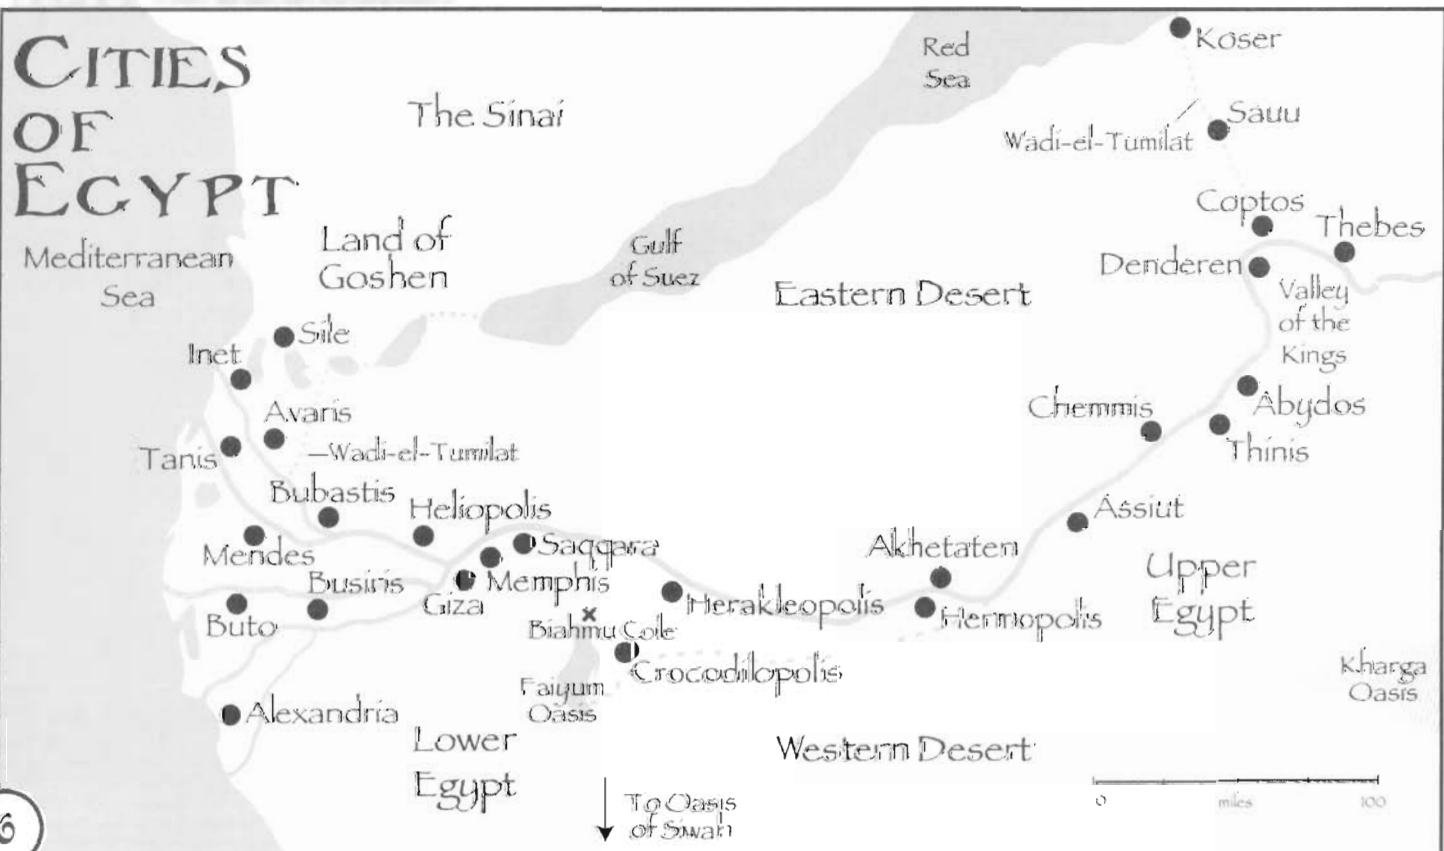 CITIES
OF
EGYPT
Red
Sea
Koser
The Sinai
Sauu
Wadi-el-Tumilat
Coptos
Thebes
Land of
Goshen
Mediterranean
Sea
Gulf
of Suez
Denderen
Eastern Desert
Valley
of the
Kings
Sile
Inet
Avaris
Chemmis
Abydos
Tanis
Wadi-el-Tumilat
Thinis
Bubastis
Heliopolis
Assiut
Mendes
Saqqara
Akhetaten
Busiris
Memphis
Giza
Upper
Egypt
Buto
Herakleopolis
Hermopolis
Biahmu Cole
Crocodilopolis
Kharga
Oasis
Faiyum
Oasis
Alexandria
Lower
Egypt
Western Desert
To Oasis
of Siwah
0 miles 100
6